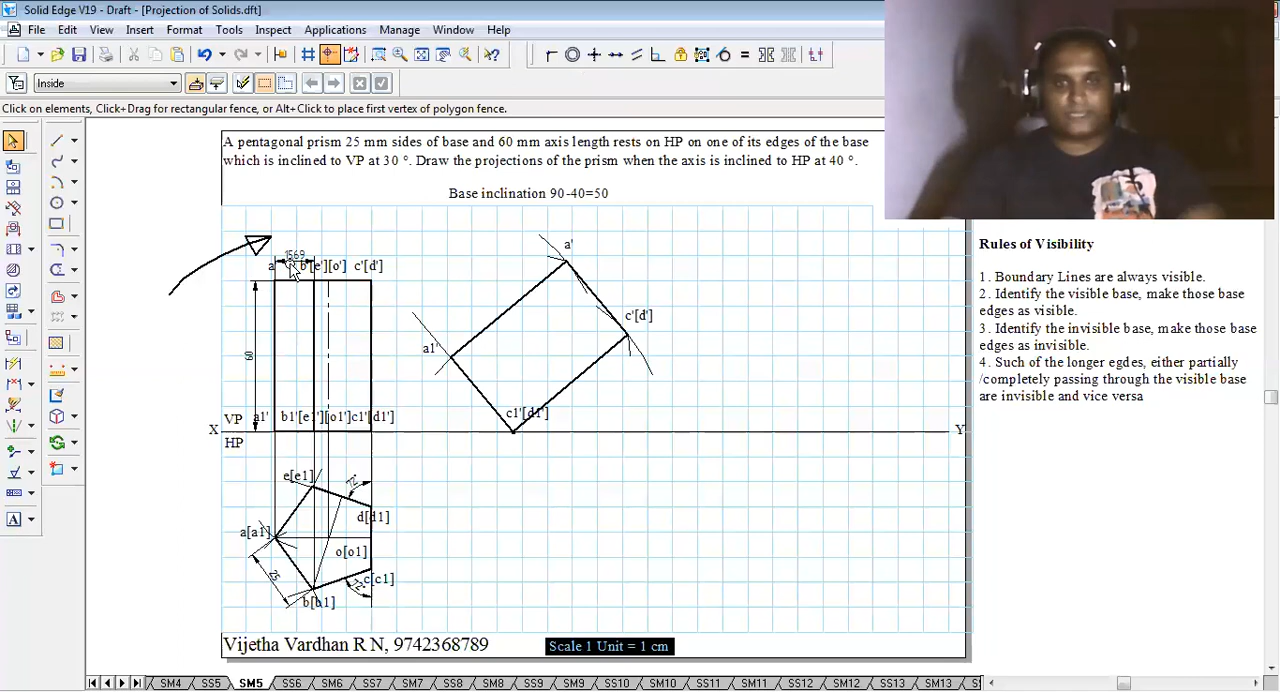 Solid Edge V19 - Draft - [Projection of Solids.dft]
File Edit View Insert Format Tools Inspect Applications Manage Window Help
Inside
Click on elements, Click+Drag for rectangular fence, or Alt+Click to place first vertex of polygon fence.
A pentagonal prism 25 mm sides of base and 60 mm axis length rests on HP on one of its edges of the base
which is inclined to VP at 30 °. Draw the projections of the prism when the axis is inclined to HP at 40 °.
Base inclination 90-40=50
Rules of Visibility
1. Boundary Lines are always visible.
2. Identify the visible base, make those base
edges as visible.
3. Identify the invisible base, make those base
edges as invisible.
4. Such of the longer egdes, either partially
/completely passing through the visible base
are invisible and vice versa
a'
1569
b'[e'][o'] c'[d']
c'[d']
a1'
60
c1'[d1']
VP a1' b1'[e1'][o1']c1'[d1']
X Y
HP
e[e1]
72°
d[d1]
a[a1]
o[o1]
25
c[c1]
72°
b[b1]
Vijetha Vardhan R N, 9742368789
Scale 1 Unit = 1 cm
SM4 SS5 SM5 SS6 SM6 SS7 SM7 SS8 SM8 SS9 SM9 SS10 SM10 SS11 SM11 SS12 SM12 SS13 SM13